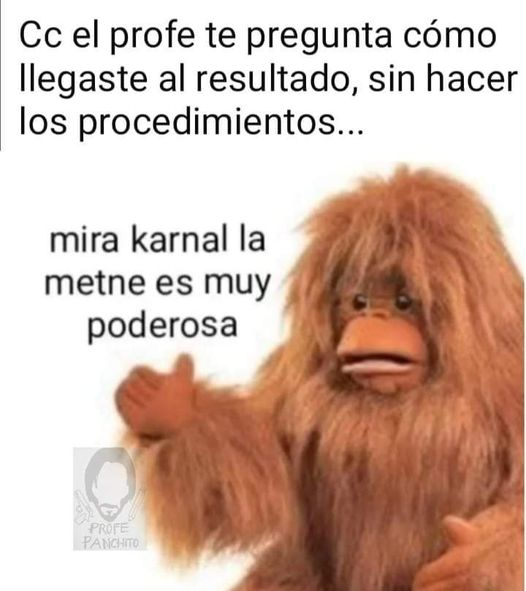 Cc el profe te pregunta cómo
llegaste al resultado, sin hacer
los procedimientos...
mira karnal la
metne es muy
poderosa
PROFE
PANCHITO